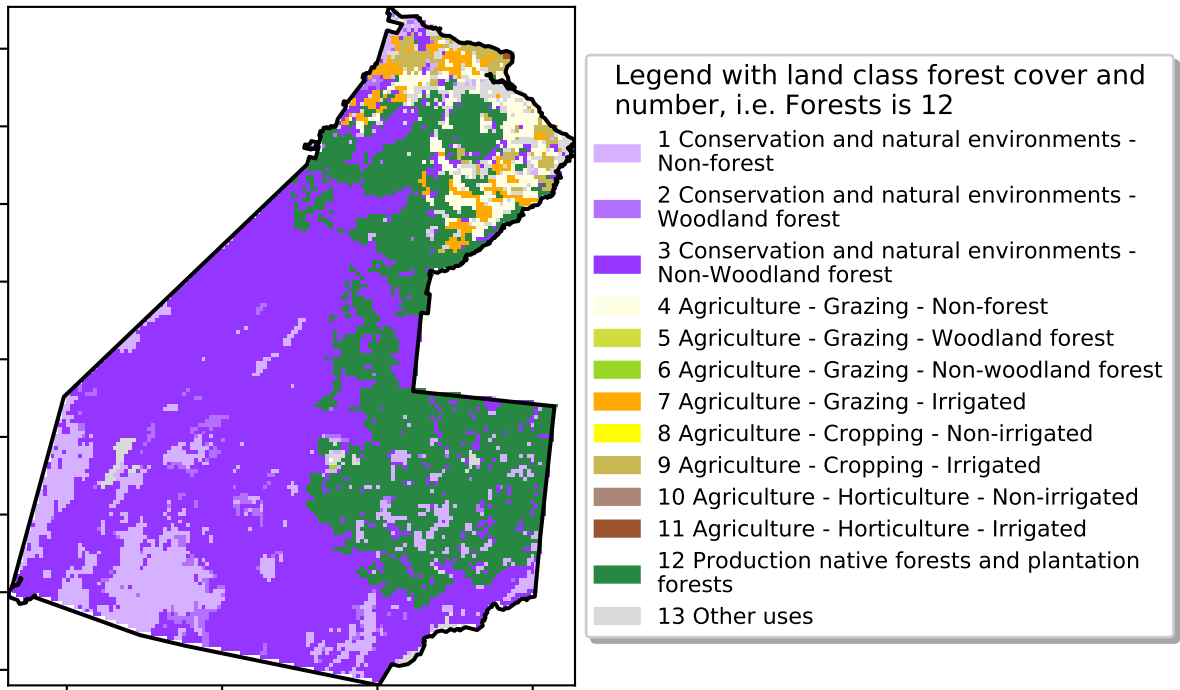 Legend with land class forest cover and
number, i.e. Forests is 12
1 Conservation and natural environments -
Non-forest
2 Conservation and natural environments -
Woodland forest
3 Conservation and natural environments -
Non-Woodland forest
4 Agriculture - Grazing - Non-forest
5 Agriculture - Grazing - Woodland forest
6 Agriculture - Grazing - Non-woodland forest
7 Agriculture - Grazing - Irrigated
8 Agriculture - Cropping - Non-irrigated
9 Agriculture - Cropping - Irrigated
10 Agriculture - Horticulture - Non-irrigated
11 Agriculture - Horticulture - Irrigated
12 Production native forests and plantation
forests
13 Other uses